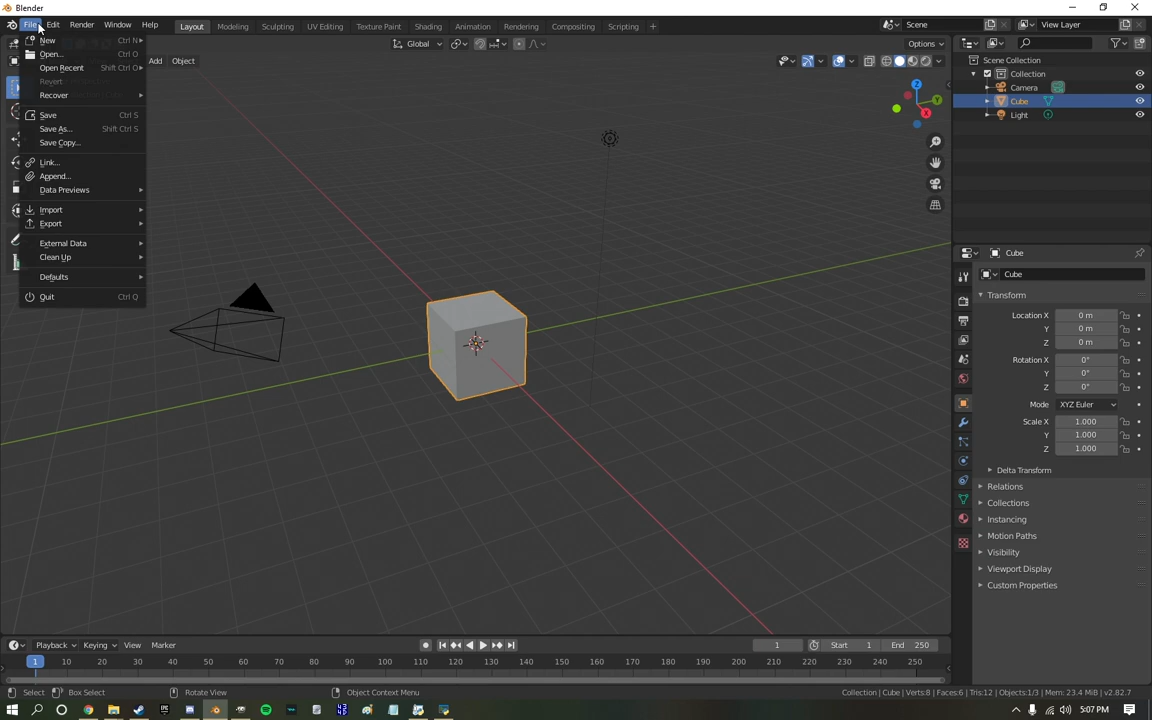 Blender
File Edit Render Window Help Layout Modeling Sculpting UV Editing Texture Paint Shading Animation Rendering Compositing Scripting + Scene View Layer
New Ctrl N
Open... Ctrl O
Open Recent Shift Ctrl O
Revert
Recover
Save Ctrl S
Save As... Shift Ctrl S
Save Copy...
Link...
Append...
Data Previews
Import
Export
External Data
Clean Up
Defaults
Quit Ctrl Q
Add Object
Global
Options
Z
Y
X
Scene Collection
Collection
Camera
Cube
Light
Cube
Cube
Transform
Location X 0 m
Y 0 m
Z 0 m
Rotation X 0°
Y 0°
Z 0°
Mode XYZ Euler
Scale X 1.000
Y 1.000
Z 1.000
Delta Transform
Relations
Collections
Instancing
Motion Paths
Visibility
Viewport Display
Custom Properties
Playback Keying View Marker 1 Start 1 End 250
1 10 20 30 40 50 60 70 80 90 100 110 120 130 140 150 160 170 180 190 200 210 220 230 240 250
Select Box Select Rotate View Object Context Menu Collection | Cube | Verts:8 | Faces:6 | Tris:12 | Objects:1/3 | Mem: 23.4 MiB | v2.82.7
5:07 PM